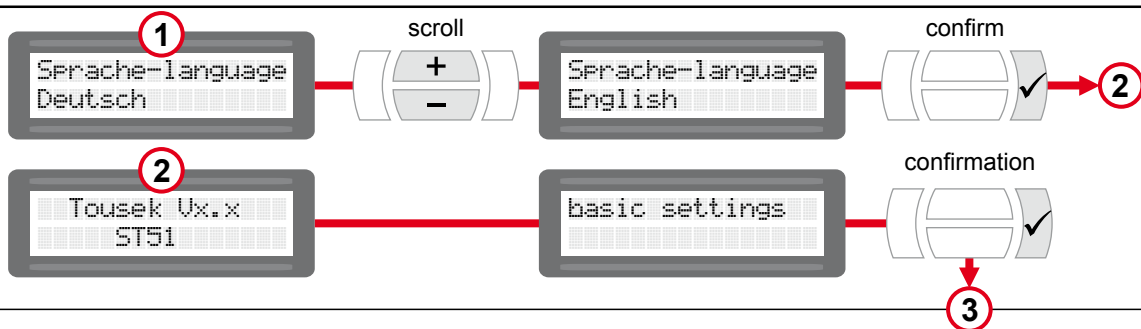 1
scroll
confirm
Sprache-language
Deutsch
+
−
Sprache-language
English
✓
2
2
confirmation
Tousek Vx.x
ST51
basic settings
✓
3